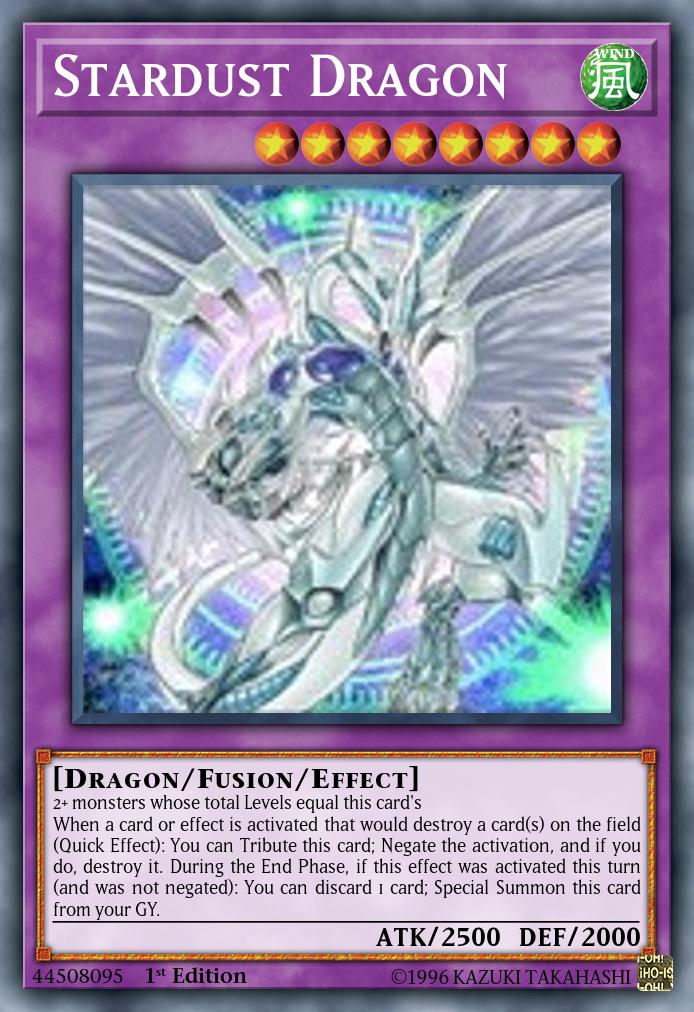 Stardust Dragon
WIND
風
[Dragon/Fusion/Effect]
2+ monsters whose total Levels equal this card's
When a card or effect is activated that would destroy a card(s) on the field
(Quick Effect): You can Tribute this card; Negate the activation, and if you
do, destroy it. During the End Phase, if this effect was activated this turn
(and was not negated): You can discard 1 card; Special Summon this card
from your GY.
ATK/2500 DEF/2000
44508095 1st Edition ©1996 KAZUKI TAKAHASHI